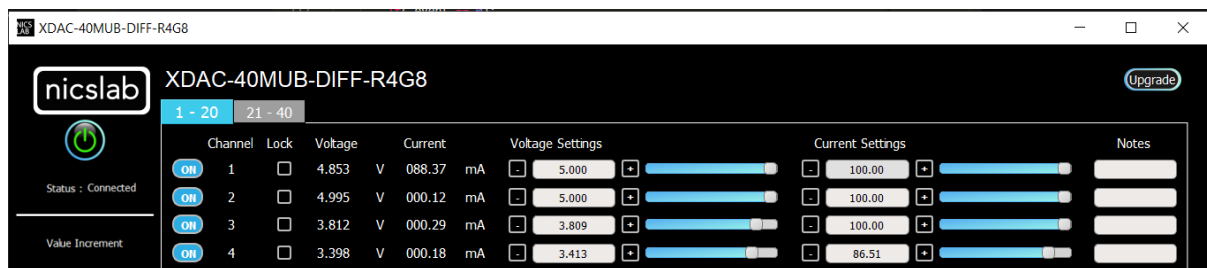 NICS LAB XDAC-40MUB-DIFF-R4G8
nicslab XDAC-40MUB-DIFF-R4G8 Upgrade
1 - 20 21 - 40
Channel Lock Voltage Current Voltage Settings Current Settings Notes
ON 1 4.853 V 088.37 mA - 5.000 + - 100.00 +
Status : Connected
ON 2 4.995 V 000.12 mA - 5.000 + - 100.00 +
ON 3 3.812 V 000.29 mA - 3.809 + - 100.00 +
Value Increment
ON 4 3.398 V 000.18 mA - 3.413 + - 86.51 +